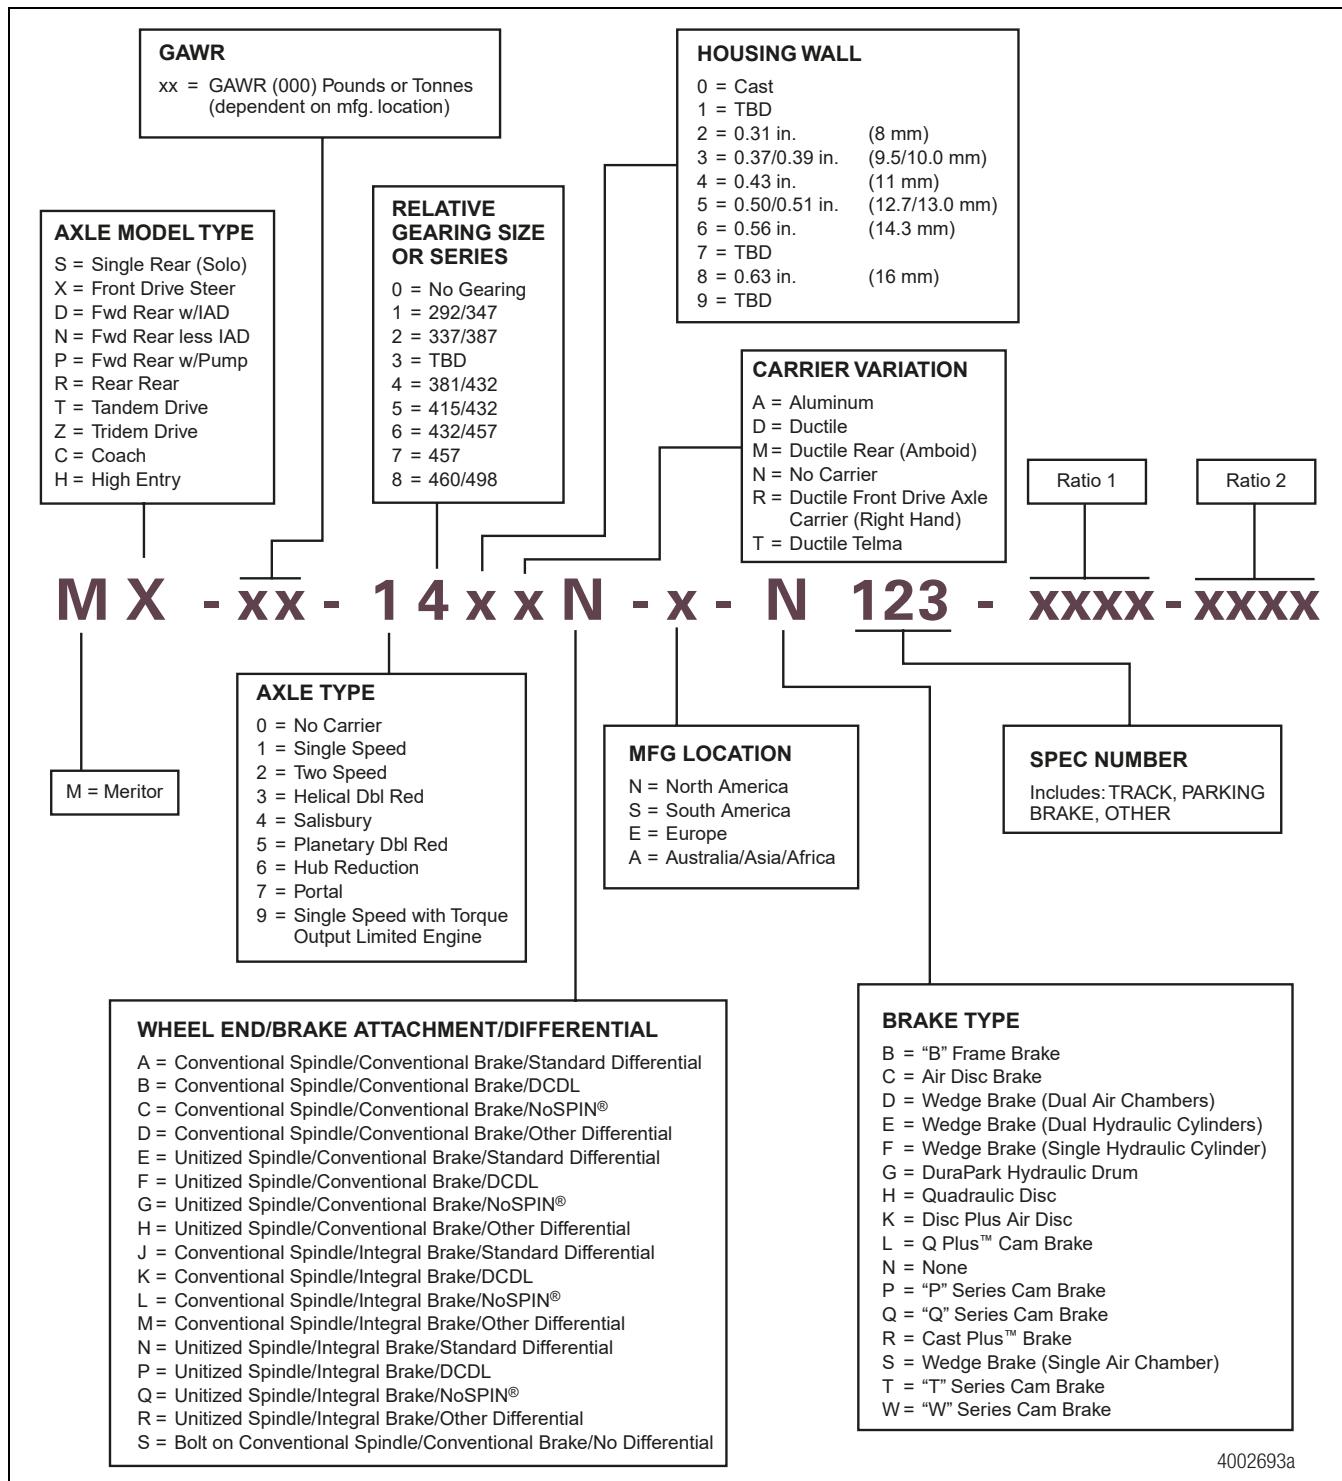 GAWR
xx = GAWR (000) Pounds or Tonnes
(dependent on mfg. location)
HOUSING WALL
0 = Cast
1 = TBD
2 = 0.31 in. (8 mm)
3 = 0.37/0.39 in. (9.5/10.0 mm)
4 = 0.43 in. (11 mm)
5 = 0.50/0.51 in. (12.7/13.0 mm)
6 = 0.56 in. (14.3 mm)
7 = TBD
8 = 0.63 in. (16 mm)
9 = TBD
AXLE MODEL TYPE
S = Single Rear (Solo)
X = Front Drive Steer
D = Fwd Rear w/IAD
N = Fwd Rear less IAD
P = Fwd Rear w/Pump
R = Rear Rear
T = Tandem Drive
Z = Tridem Drive
C = Coach
H = High Entry
RELATIVE
GEARING SIZE
OR SERIES
0 = No Gearing
1 = 292/347
2 = 337/387
3 = TBD
4 = 381/432
5 = 415/432
6 = 432/457
7 = 457
8 = 460/498
CARRIER VARIATION
A = Aluminum
D = Ductile
M = Ductile Rear (Amboid)
N = No Carrier
R = Ductile Front Drive Axle
Carrier (Right Hand)
T = Ductile Telma
Ratio 1
Ratio 2
M X - xx - 1 4 x x N - x - N 123 - xxxx - xxxx
M = Meritor
AXLE TYPE
0 = No Carrier
1 = Single Speed
2 = Two Speed
3 = Helical Dbl Red
4 = Salisbury
5 = Planetary Dbl Red
6 = Hub Reduction
7 = Portal
9 = Single Speed with Torque
Output Limited Engine
MFG LOCATION
N = North America
S = South America
E = Europe
A = Australia/Asia/Africa
SPEC NUMBER
Includes: TRACK, PARKING
BRAKE, OTHER
WHEEL END/BRAKE ATTACHMENT/DIFFERENTIAL
A = Conventional Spindle/Conventional Brake/Standard Differential
B = Conventional Spindle/Conventional Brake/DCDL
C = Conventional Spindle/Conventional Brake/NoSPIN®
D = Conventional Spindle/Conventional Brake/Other Differential
E = Unitized Spindle/Conventional Brake/Standard Differential
F = Unitized Spindle/Conventional Brake/DCDL
G = Unitized Spindle/Conventional Brake/NoSPIN®
H = Unitized Spindle/Conventional Brake/Other Differential
J = Conventional Spindle/Integral Brake/Standard Differential
K = Conventional Spindle/Integral Brake/DCDL
L = Conventional Spindle/Integral Brake/NoSPIN®
M = Conventional Spindle/Integral Brake/Other Differential
N = Unitized Spindle/Integral Brake/Standard Differential
P = Unitized Spindle/Integral Brake/DCDL
Q = Unitized Spindle/Integral Brake/NoSPIN®
R = Unitized Spindle/Integral Brake/Other Differential
S = Bolt on Conventional Spindle/Conventional Brake/No Differential
BRAKE TYPE
B = “B” Frame Brake
C = Air Disc Brake
D = Wedge Brake (Dual Air Chambers)
E = Wedge Brake (Dual Hydraulic Cylinders)
F = Wedge Brake (Single Hydraulic Cylinder)
G = DuraPark Hydraulic Drum
H = Quadraulic Disc
K = Disc Plus Air Disc
L = Q Plus™ Cam Brake
N = None
P = “P” Series Cam Brake
Q = “Q” Series Cam Brake
R = Cast Plus™ Brake
S = Wedge Brake (Single Air Chamber)
T = “T” Series Cam Brake
W = “W” Series Cam Brake
4002693a